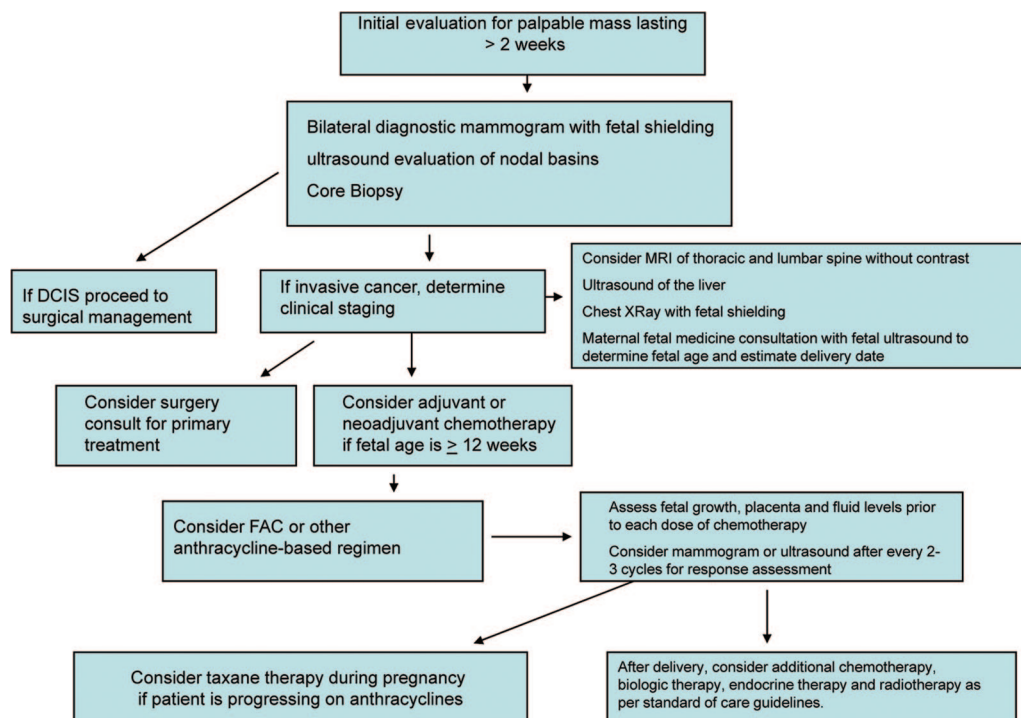 Initial evaluation for palpable mass lasting
> 2 weeks
Bilateral diagnostic mammogram with fetal shielding
ultrasound evaluation of nodal basins
Core Biopsy
If DCIS proceed to
surgical management
If invasive cancer, determine
clinical staging
Consider MRI of thoracic and lumbar spine without contrast
Ultrasound of the liver
Chest XRay with fetal shielding
Maternal fetal medicine consultation with fetal ultrasound to
determine fetal age and estimate delivery date
Consider surgery
consult for primary
treatment
Consider adjuvant or
neoadjuvant chemotherapy
if fetal age is ≥ 12 weeks
Consider FAC or other
anthracycline-based regimen
Assess fetal growth, placenta and fluid levels prior
to each dose of chemotherapy
Consider mammogram or ultrasound after every 2-
3 cycles for response assessment
Consider taxane therapy during pregnancy
if patient is progressing on anthracyclines
After delivery, consider additional chemotherapy,
biologic therapy, endocrine therapy and radiotherapy as
per standard of care guidelines.